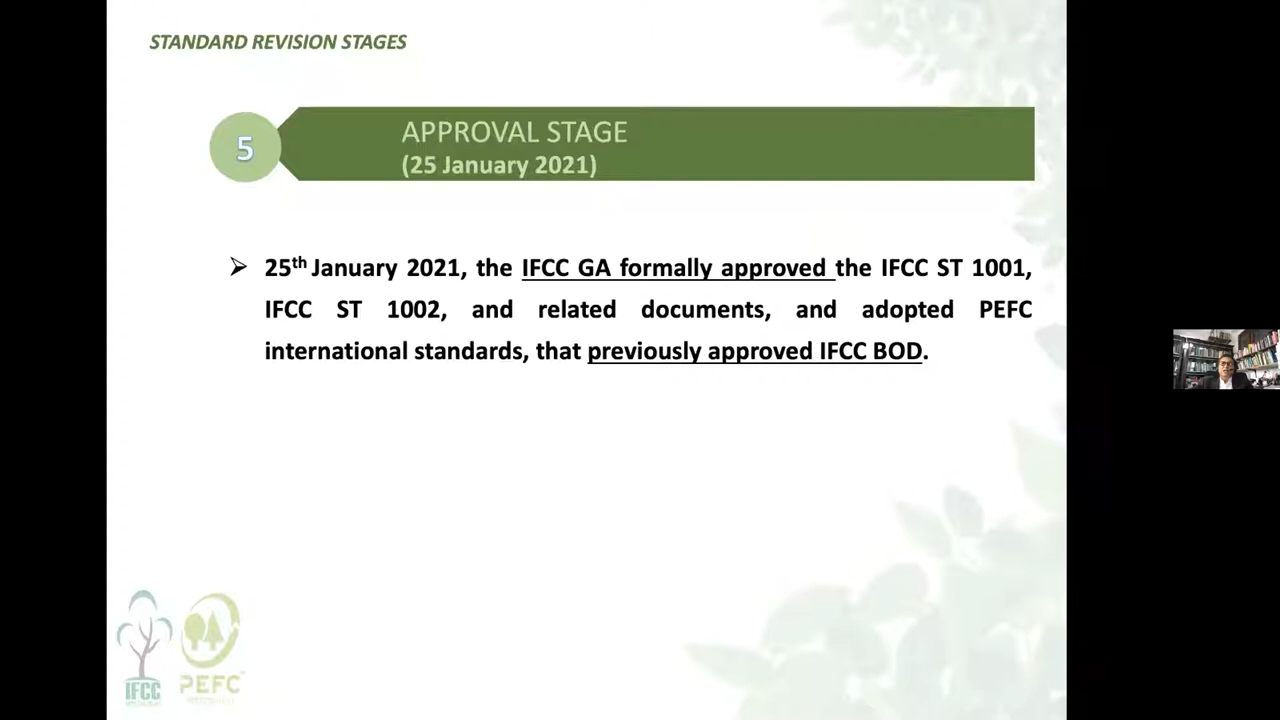 STANDARD REVISION STAGES
5
APPROVAL STAGE
(25 January 2021)
➢ 25th January 2021, the IFCC GA formally approved the IFCC ST 1001,
IFCC ST 1002, and related documents, and adopted PEFC
international standards, that previously approved IFCC BOD.
IFCC
PEFC